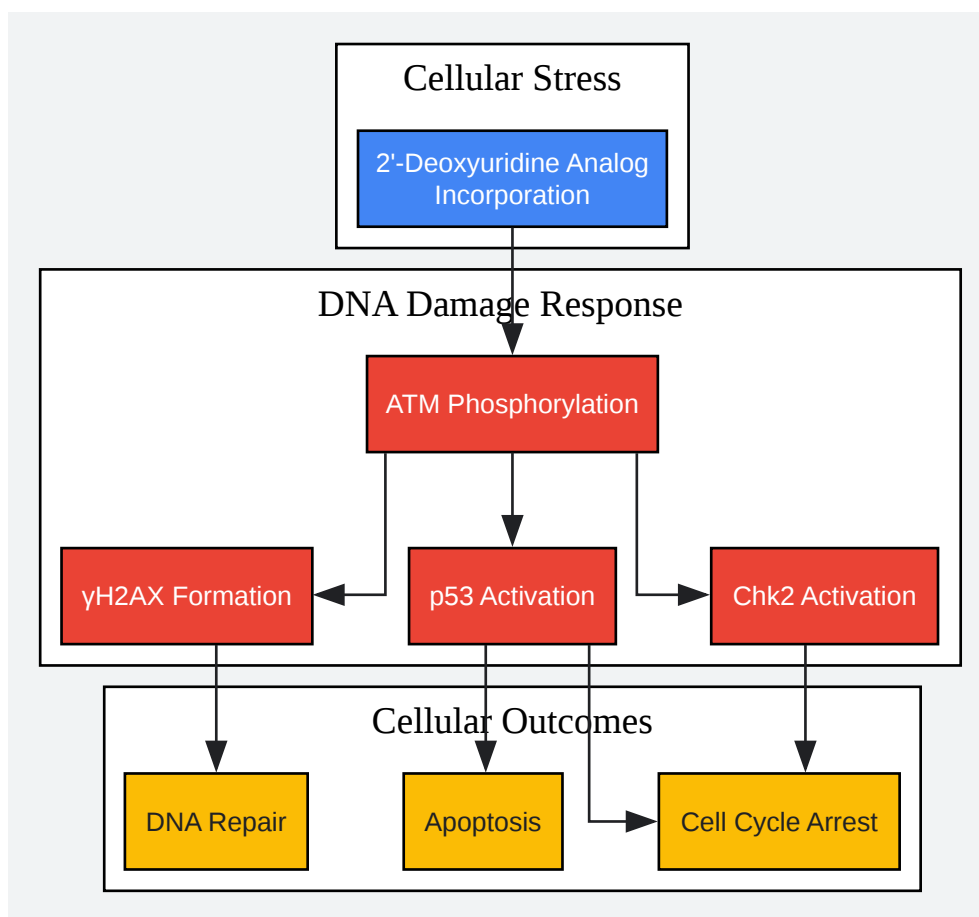 Cellular Stress
2'-Deoxyuridine Analog
Incorporation
DNA Damage Response
ATM Phosphorylation
γH2AX Formation
p53 Activation
Chk2 Activation
Cellular Outcomes
DNA Repair
Apoptosis
Cell Cycle Arrest